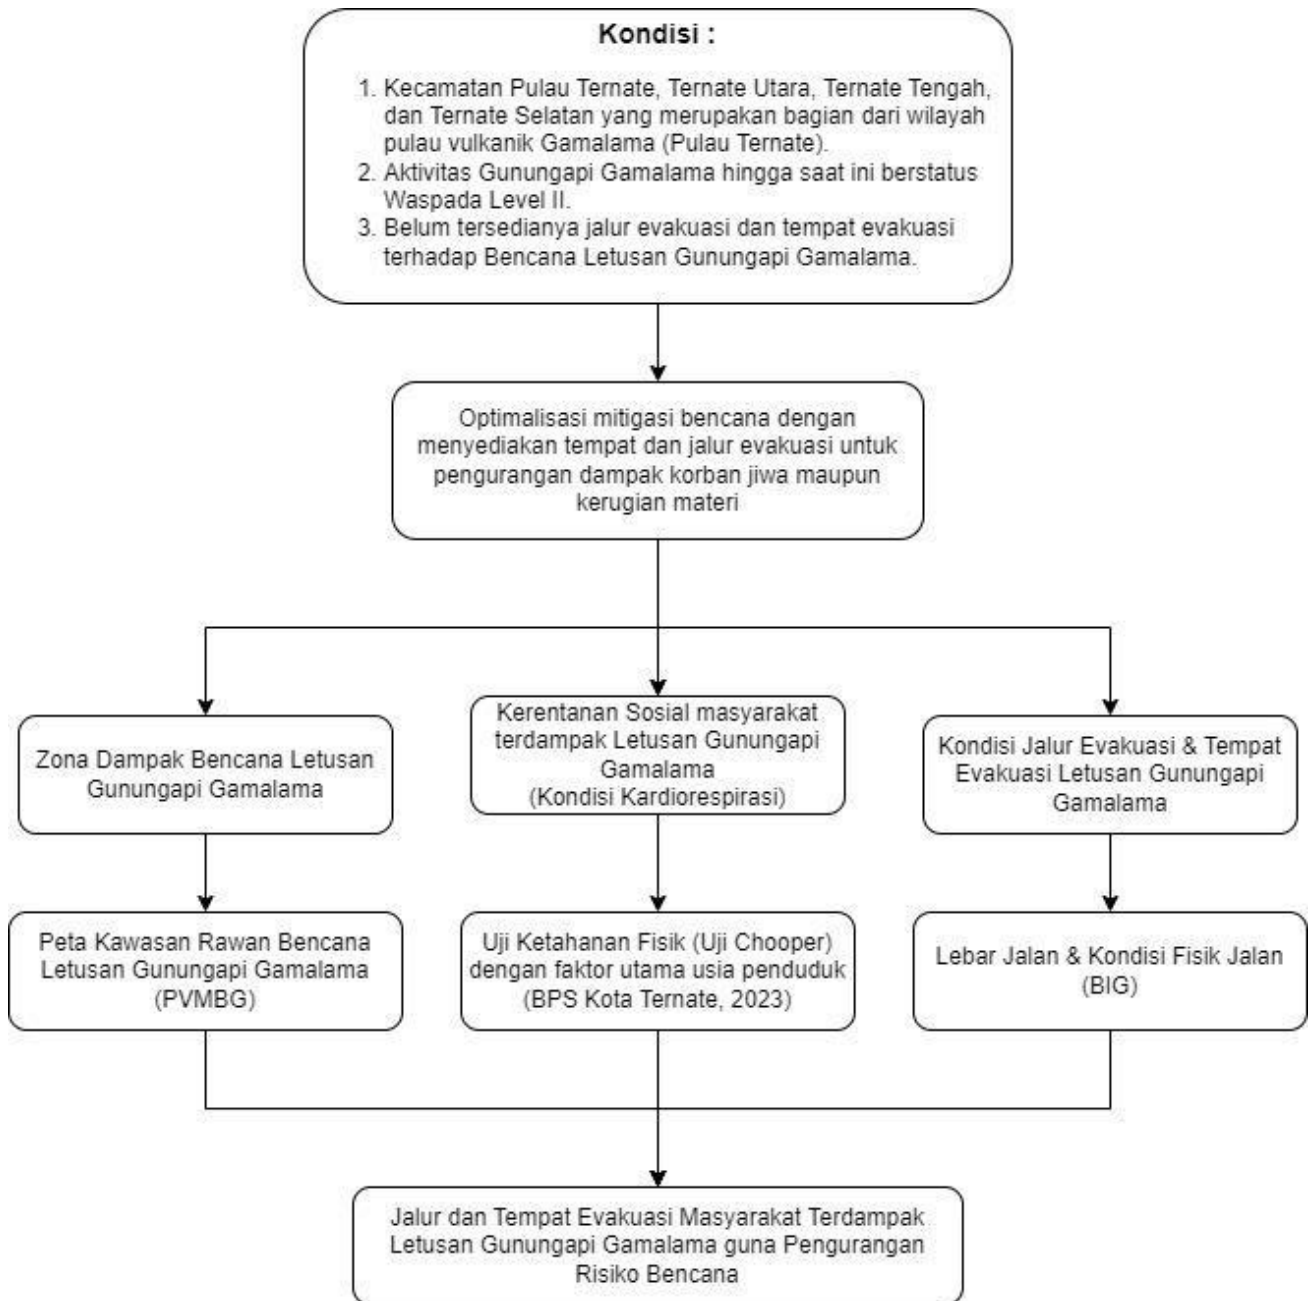 Kondisi :
1. Kecamatan Pulau Ternate, Ternate Utara, Ternate Tengah,
dan Ternate Selatan yang merupakan bagian dari wilayah
pulau vulkanik Gamalama (Pulau Ternate).
2. Aktivitas Gunungapi Gamalama hingga saat ini berstatus
Waspada Level II.
3. Belum tersedianya jalur evakuasi dan tempat evakuasi
terhadap Bencana Letusan Gunungapi Gamalama.
Optimalisasi mitigasi bencana dengan
menyediakan tempat dan jalur evakuasi untuk
pengurangan dampak korban jiwa maupun
kerugian materi
Zona Dampak Bencana Letusan
Gunungapi Gamalama
Kerentanan Sosial masyarakat
terdampak Letusan Gunungapi
Gamalama
(Kondisi Kardiorespirasi)
Kondisi Jalur Evakuasi & Tempat
Evakuasi Letusan Gunungapi
Gamalama
Peta Kawasan Rawan Bencana
Letusan Gunungapi Gamalama
(PVMBG)
Uji Ketahanan Fisik (Uji Chooper)
dengan faktor utama usia penduduk
(BPS Kota Ternate, 2023)
Lebar Jalan & Kondisi Fisik Jalan
(BIG)
Jalur dan Tempat Evakuasi Masyarakat Terdampak
Letusan Gunungapi Gamalama guna Pengurangan
Risiko Bencana